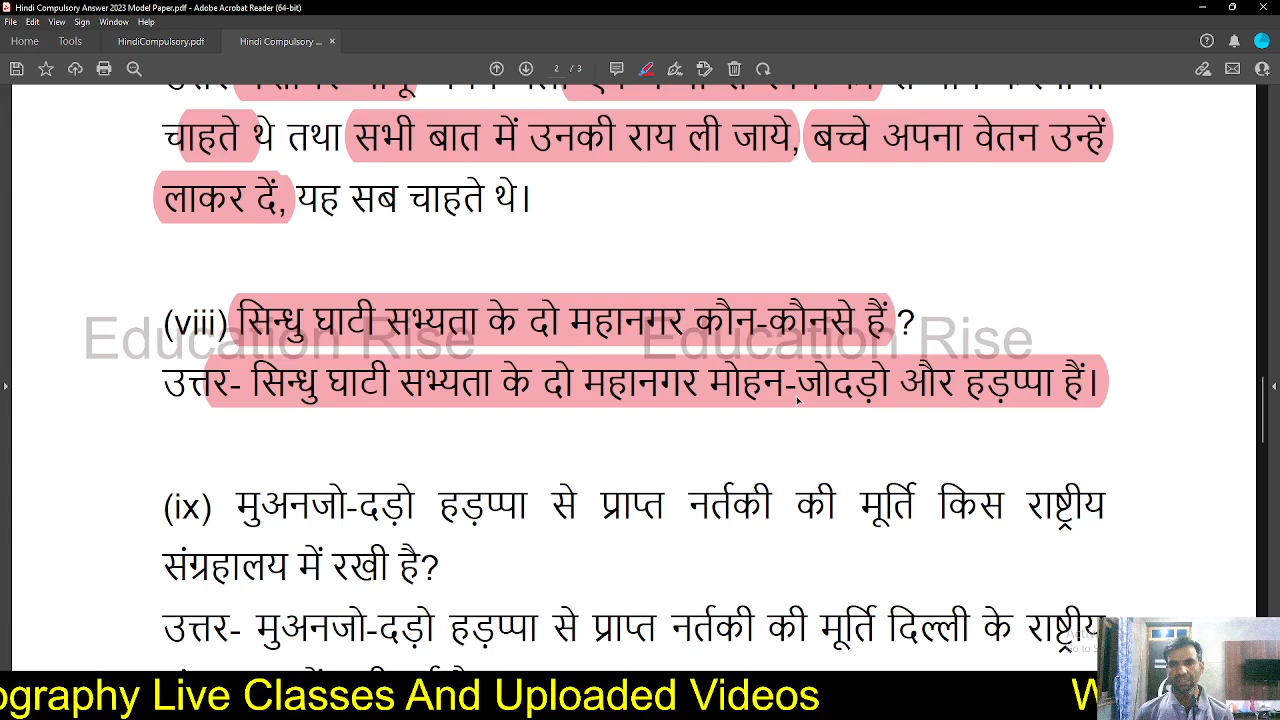 Hindi Compulsory Answer 2023 Model Paper.pdf - Adobe Acrobat Reader (64-bit)
File Edit View Sign Window Help
Home Tools HindiCompulsory.pdf Hindi Compulsory ... ×
2 / 3
चाहते थे तथा सभी बात में उनकी राय ली जाये, बच्चे अपना वेतन उन्हें
लाकर दें, यह सब चाहते थे।
(viii) सिन्धु घाटी सभ्यता के दो महानगर कौन-कौनसे हैं ?
Education Rise Education Rise
उत्तर- सिन्धु घाटी सभ्यता के दो महानगर मोहन-जोदड़ो और हड़प्पा हैं।
(ix) मुअनजो-दड़ो हड़प्पा से प्राप्त नर्तकी की मूर्ति किस राष्ट्रीय
संग्रहालय में रखी है?
उत्तर- मुअनजो-दड़ो हड़प्पा से प्राप्त नर्तकी की मूर्ति दिल्ली के राष्ट्रीय
ography Live Classes And Uploaded Videos W